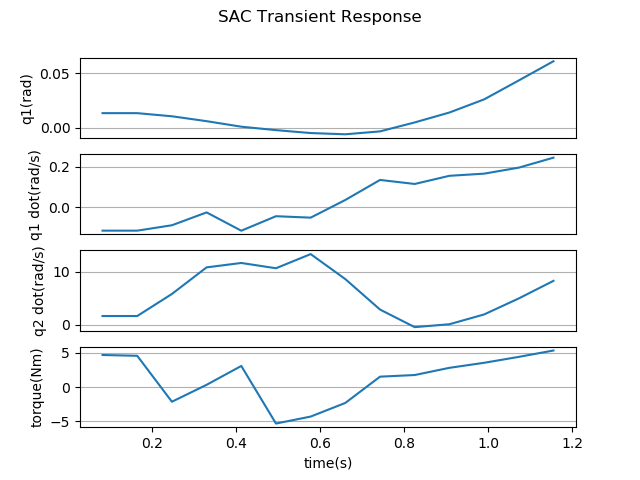 SAC Transient Response
q1(rad)
0.05
0.00
q1 dot(rad/s)
0.2
0.0
q2 dot(rad/s)
10
0
torque(Nm)
5
0
−5
0.2 0.4 0.6 0.8 1.0 1.2
time(s)